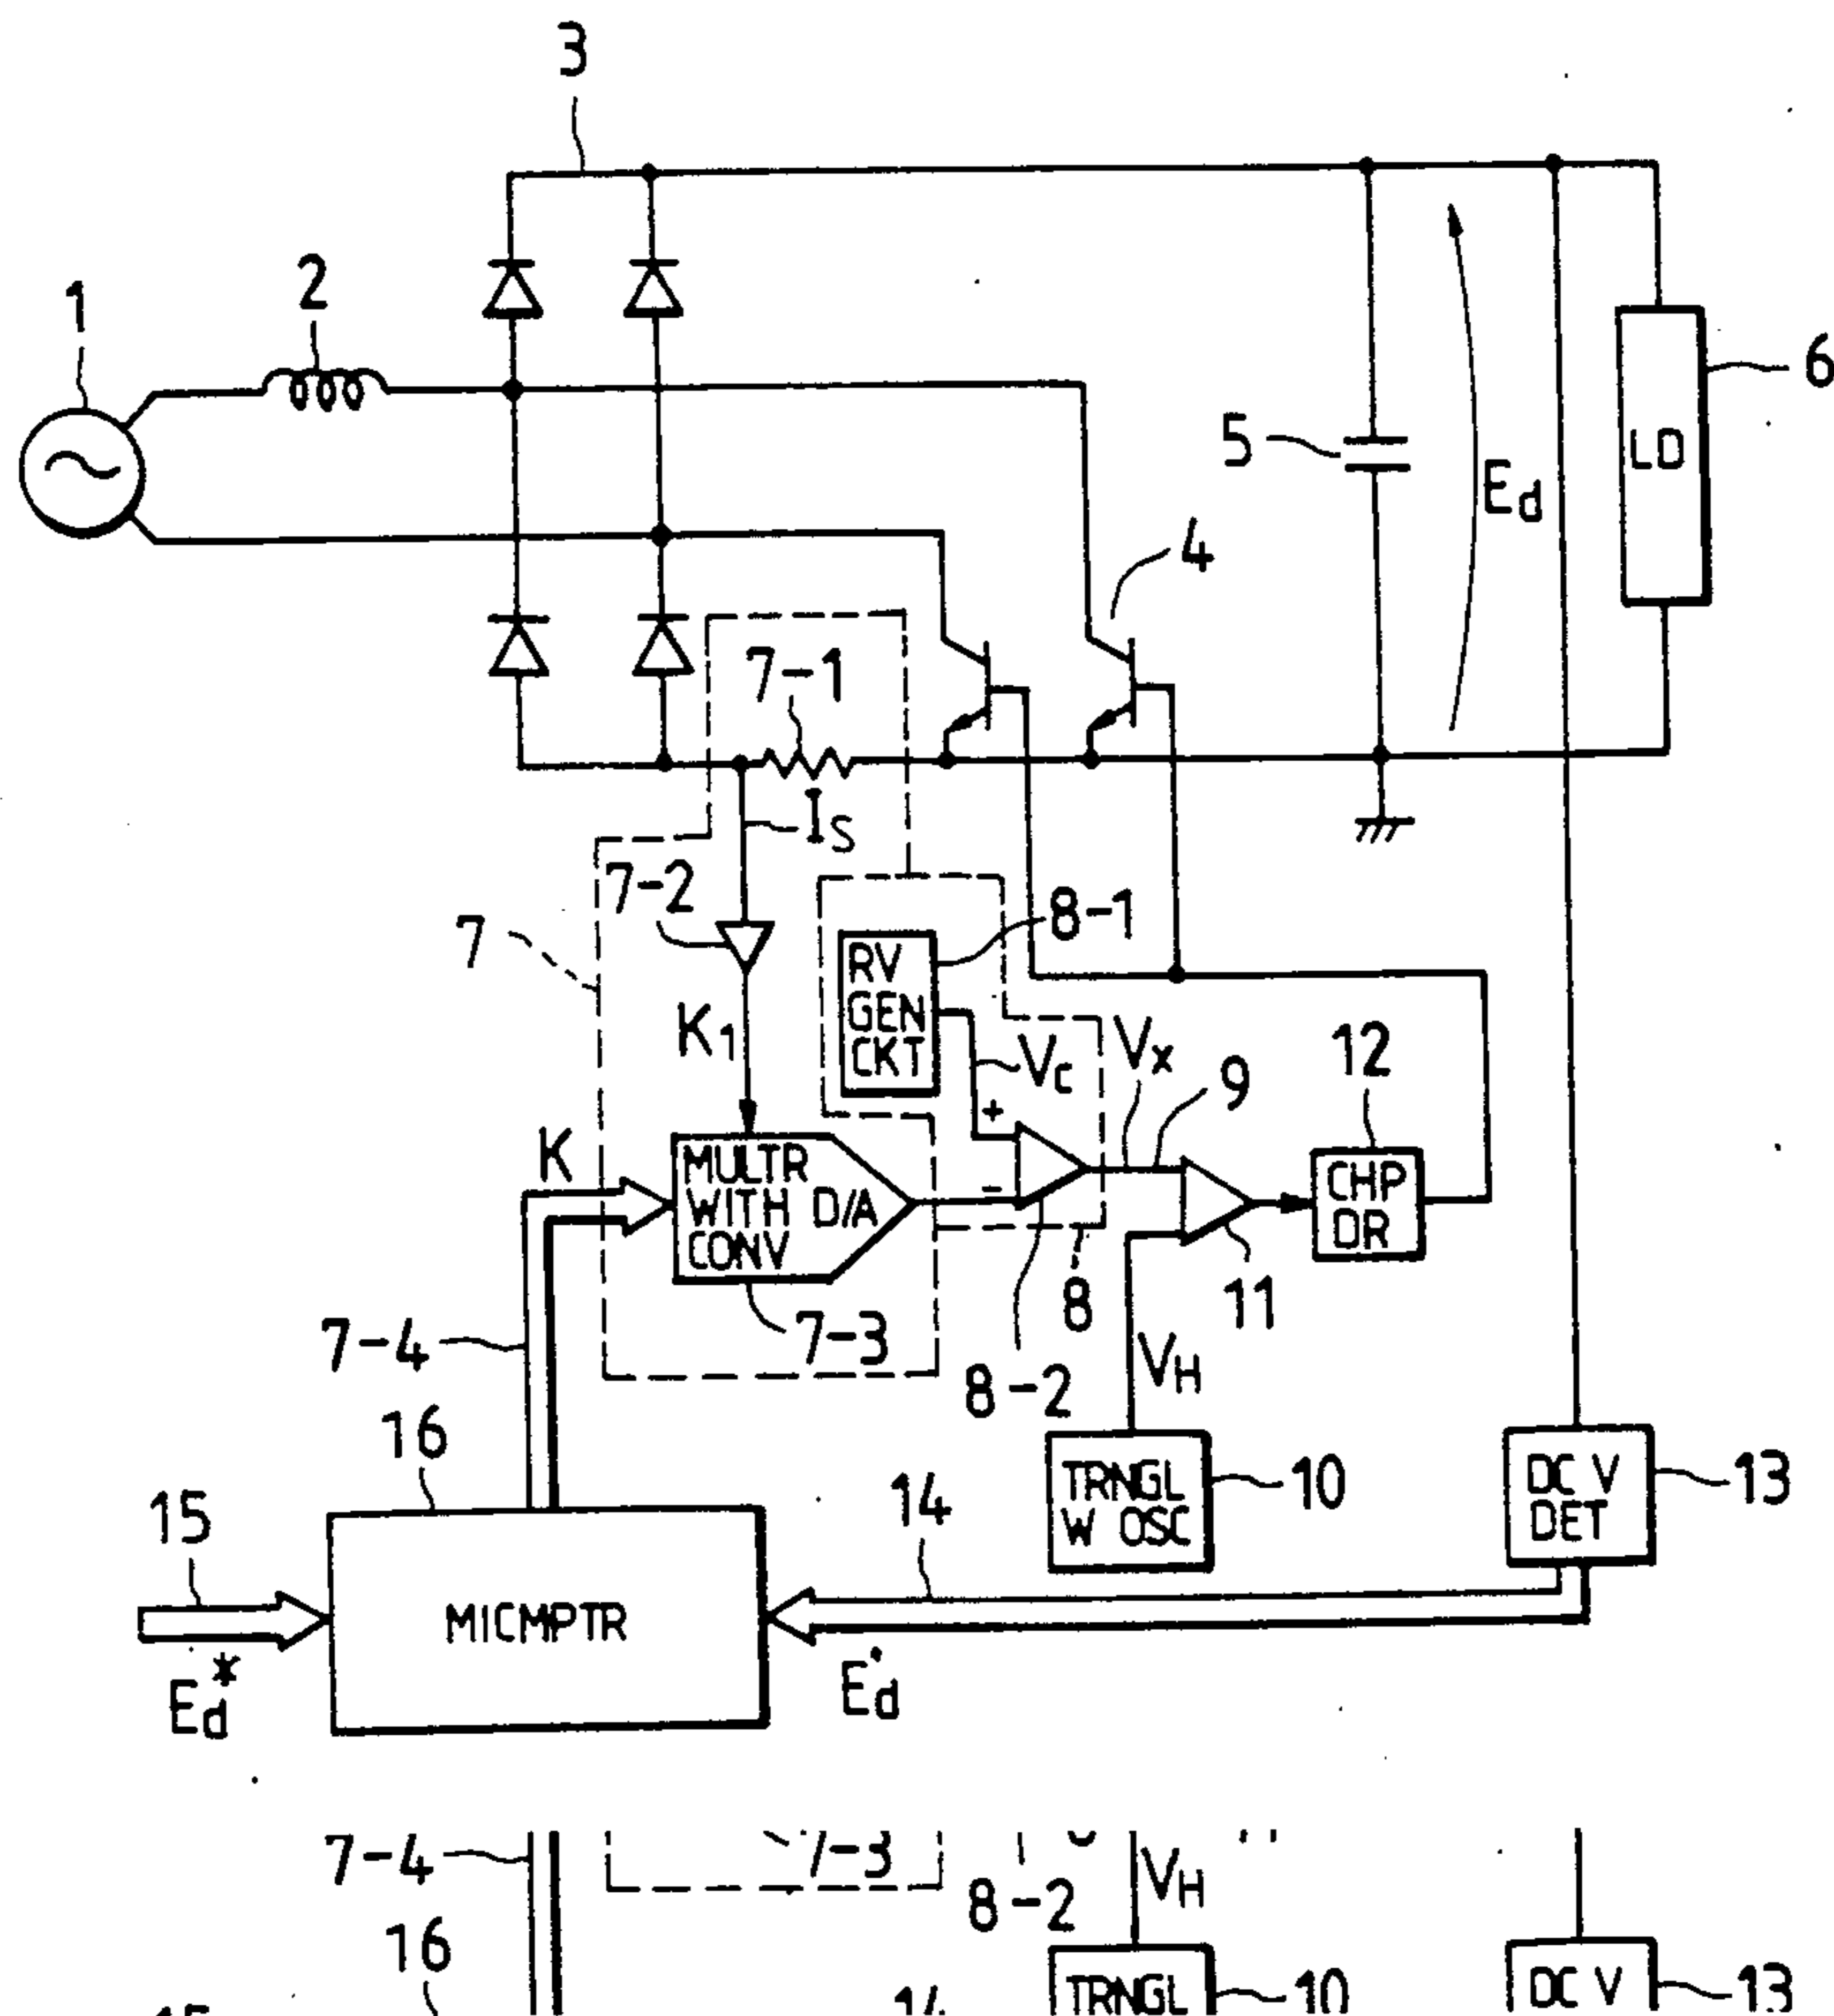 3
1
2
6
LD
5
Ed
4
7-1
IS
7-2
8-1
7
RV
GEN
CKT
K1
VC
VX
9
12
+
K
MULTR
WITH D/A
CONV
-
CHP
DR
11
8
7-4
7-3
8-2
VH
16
TRNGL
W OSC
10
DC V
DET
13
15
14
MICMPTR
Ed*
E'd
7-4
7-3
VH
8-2
16
TRNGL
10
DC V
13